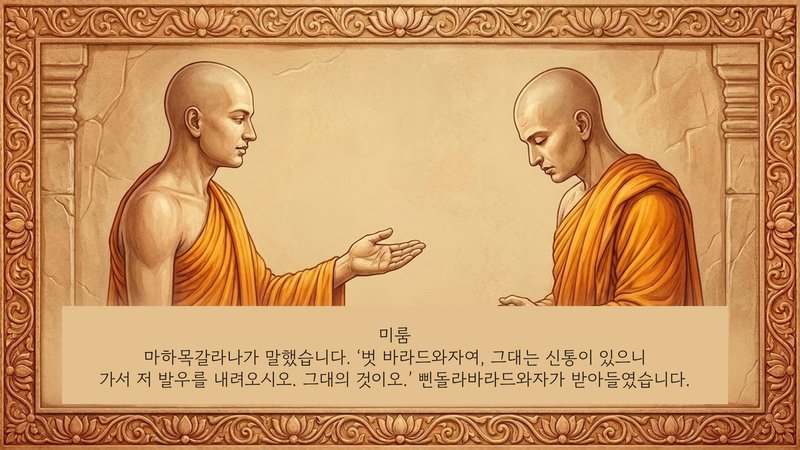 미룸
마하목갈라나가 말했습니다. ‘벗 바라드와자여, 그대는 신통이 있으니
가서 저 발우를 내려오시오. 그대의 것이오.’ 삔돌라바라드와자가 받아들였습니다.